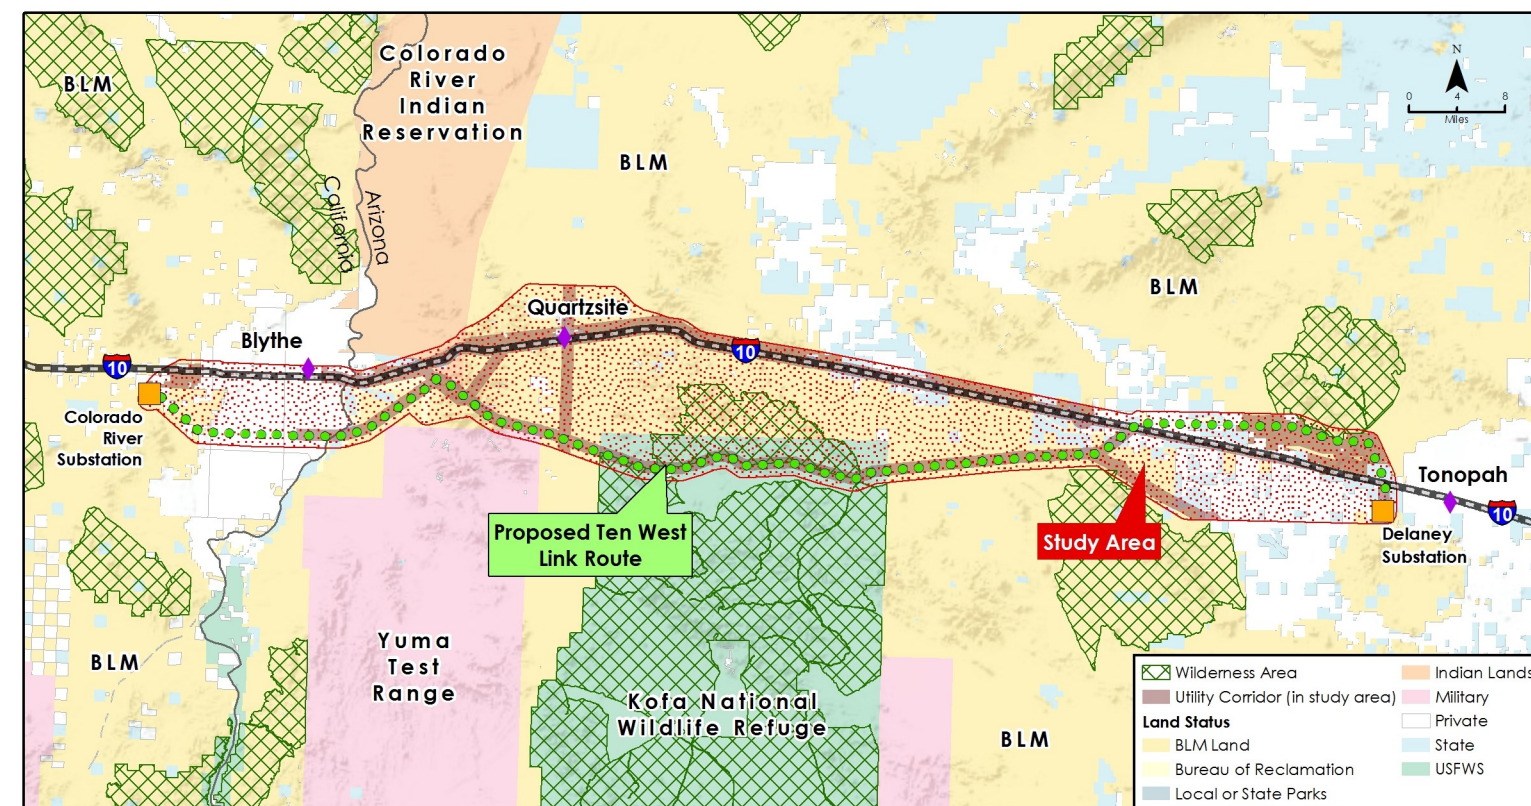 Colorado
River
Indian
Reservation
BLM
BLM
N
0 4 8
Miles
California
Arizona
BLM
Quartzsite
Blythe
10
10
Colorado
River
Substation
Proposed Ten West
Link Route
Study Area
Tonopah
10
Delaney
Substation
Yuma
Test
Range
BLM
Kofa National
Wildlife Refuge
BLM
Wilderness Area
Utility Corridor (in study area)
Land Status
BLM Land
Bureau of Reclamation
Local or State Parks
Indian Lands
Military
Private
State
USFWS